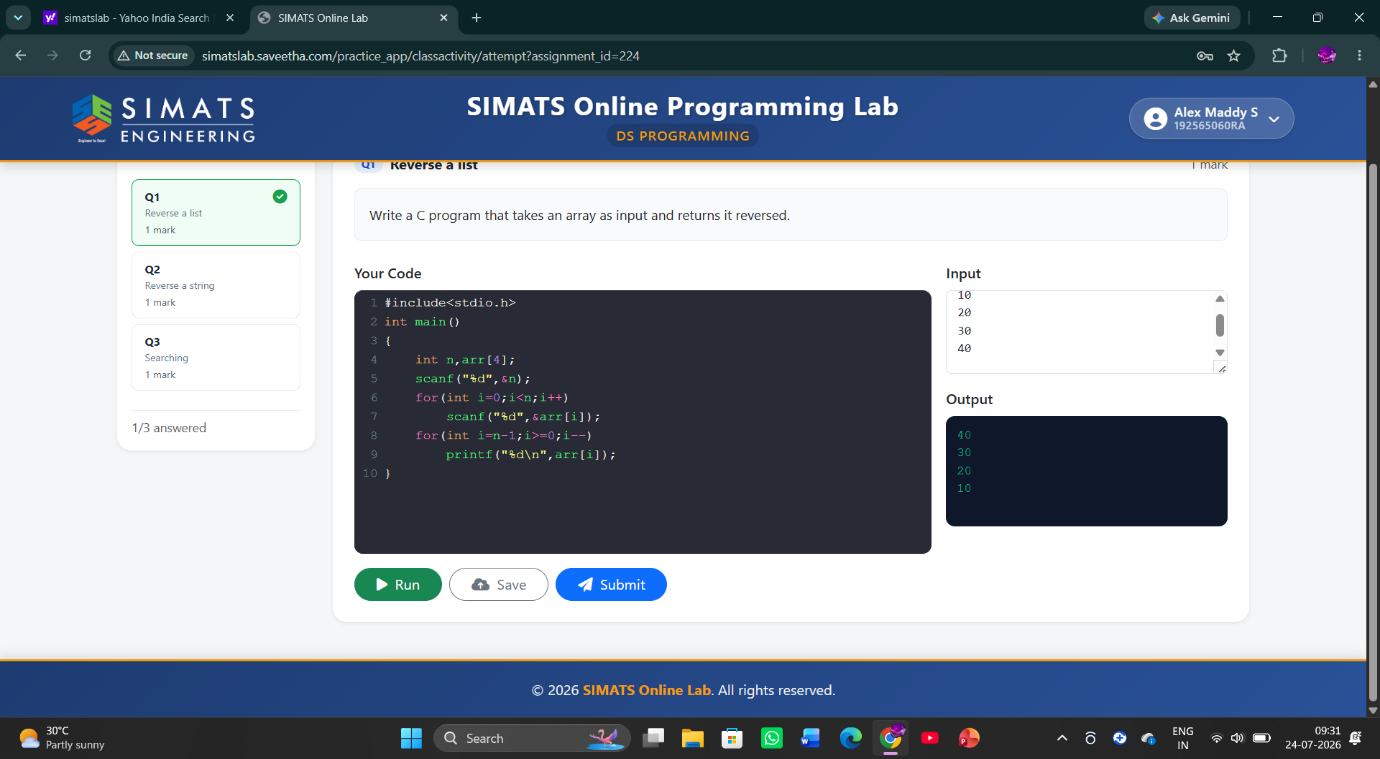 simatslab - Yahoo India Search
SIMATS Online Lab
Ask Gemini
Not secure
simatslab.saveetha.com/practice_app/classactivity/attempt?assignment_id=224
SIMATS
ENGINEERING
Engineer to Excel
SIMATS Online Programming Lab
DS PROGRAMMING
Alex Maddy S
192565060RA
Q1
Reverse a list
1 mark
Q2
Reverse a string
1 mark
Q3
Searching
1 mark
1/3 answered
Q1 Reverse a list
1 mark
Write a C program that takes an array as input and returns it reversed.
Your Code
1 #include<stdio.h>
2 int main()
3 {
4 int n,arr[4];
5 scanf("%d",&n);
6 for(int i=0;i<n;i++)
7 scanf("%d",&arr[i]);
8 for(int i=n-1;i>=0;i--)
9 printf("%d\n",arr[i]);
10 }
Input
10
20
30
40
Output
40
30
20
10
Run
Save
Submit
© 2026 SIMATS Online Lab. All rights reserved.
30°C
Partly sunny
Search
ENG
IN
09:31
24-07-2026